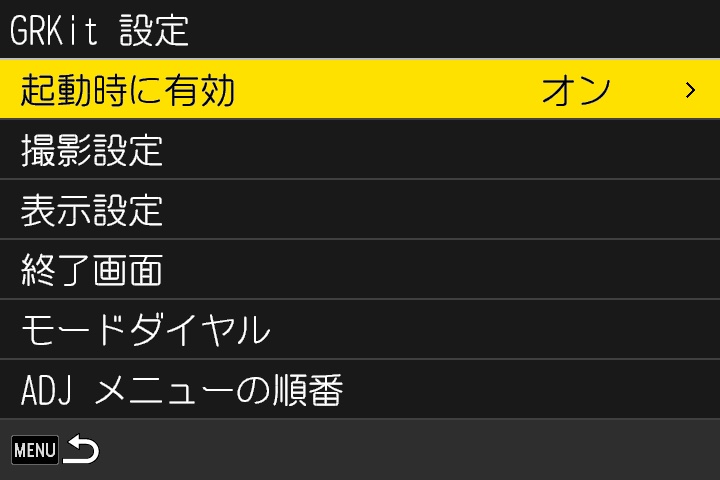 GRKit 設定
起動時に有効 オン
撮影設定
表示設定
終了画面
モードダイヤル
ADJ メニューの順番
MENU